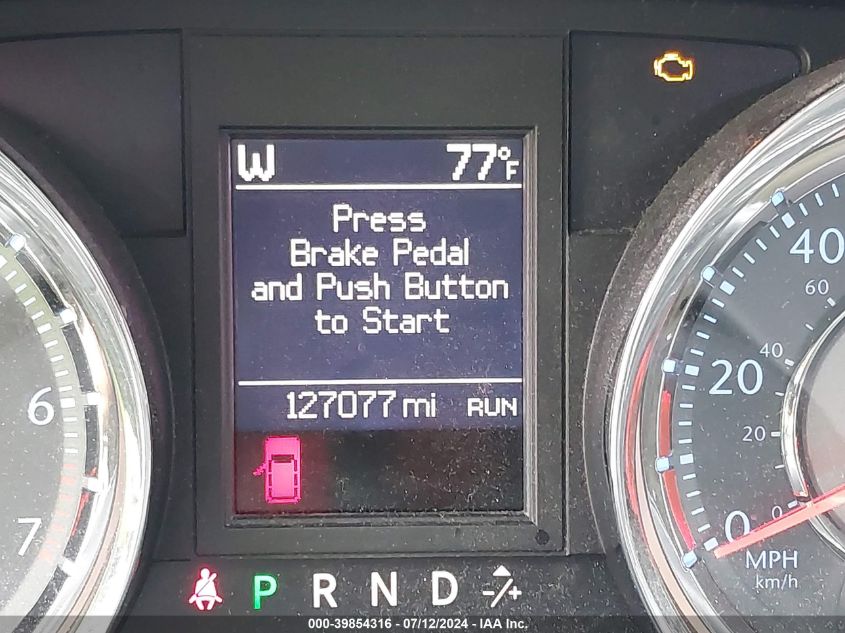 W 77°F
Press
Brake Pedal
and Push Button
to Start
127077 mi RUN
6
7
40
60
20
40
20
0
0
MPH
km/h
P R N D -/+
000-39854316 - 07/12/2024 - IAA Inc.